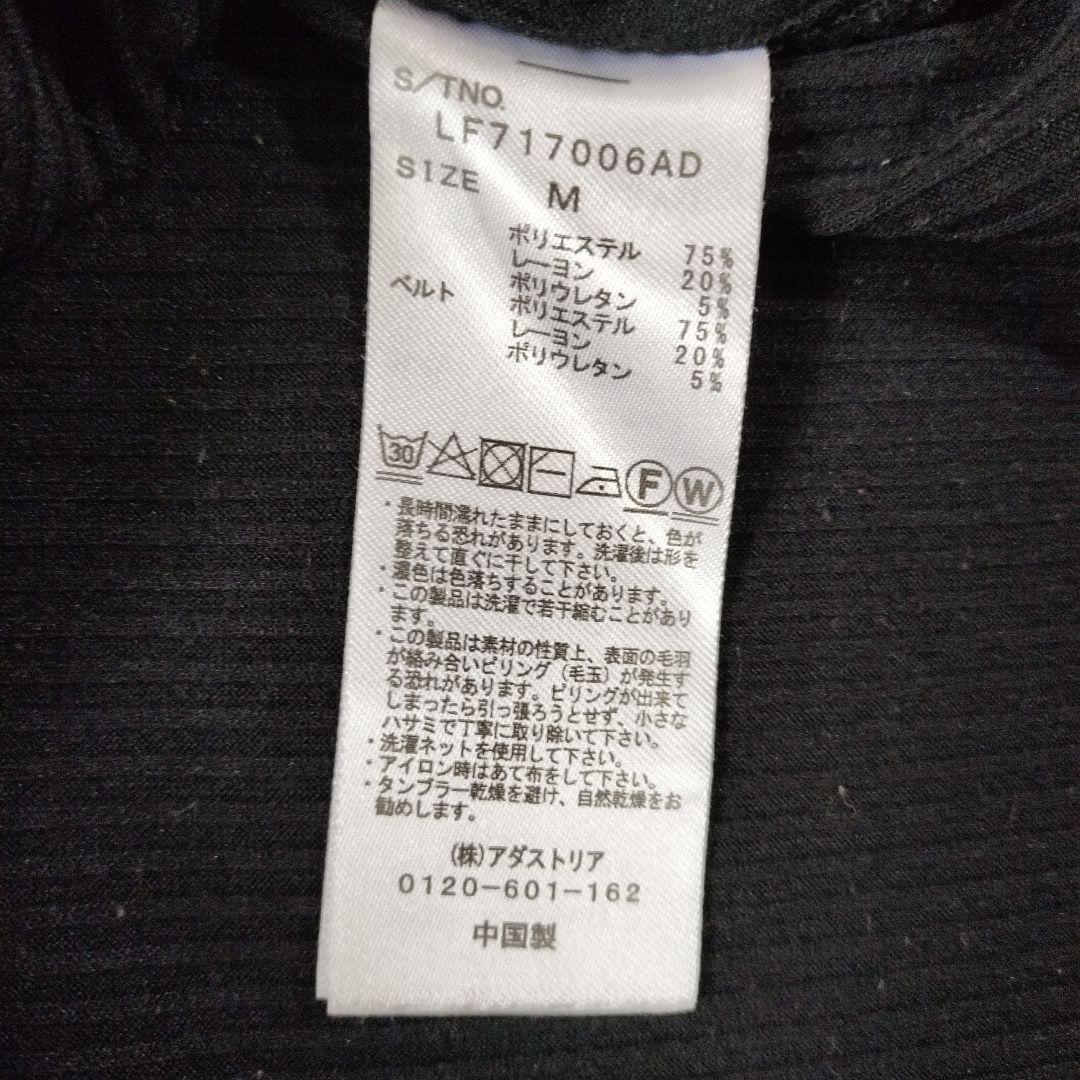 S/TNO.
LF717006AD
SIZE M
ポリエステル 75%
レーヨン 20%
ポリウレタン 5%
ベルト ポリエステル 75%
レーヨン 20%
ポリウレタン 5%
30 F W
・長時間濡れたままにしておくと、色が
落ちる恐れがあります。洗濯後は形を
整えて直ぐに干して下さい。
・濃色は色落ちすることがあります。
・この製品は洗濯で若干縮むことがあり
ます。
・この製品は素材の性質上、表面の毛羽
が絡み合いピリング（毛玉）が発生す
る恐れがあります。ピリングが出来て
しまったら引っ張ろうとせず、小さな
ハサミで丁寧に取り除いて下さい。
・洗濯ネットを使用して下さい。
・アイロン時はあて布をして下さい。
・タンブラー乾燥を避け、自然乾燥をお
勧めします。
(株)アダストリア
0120-601-162
中国製